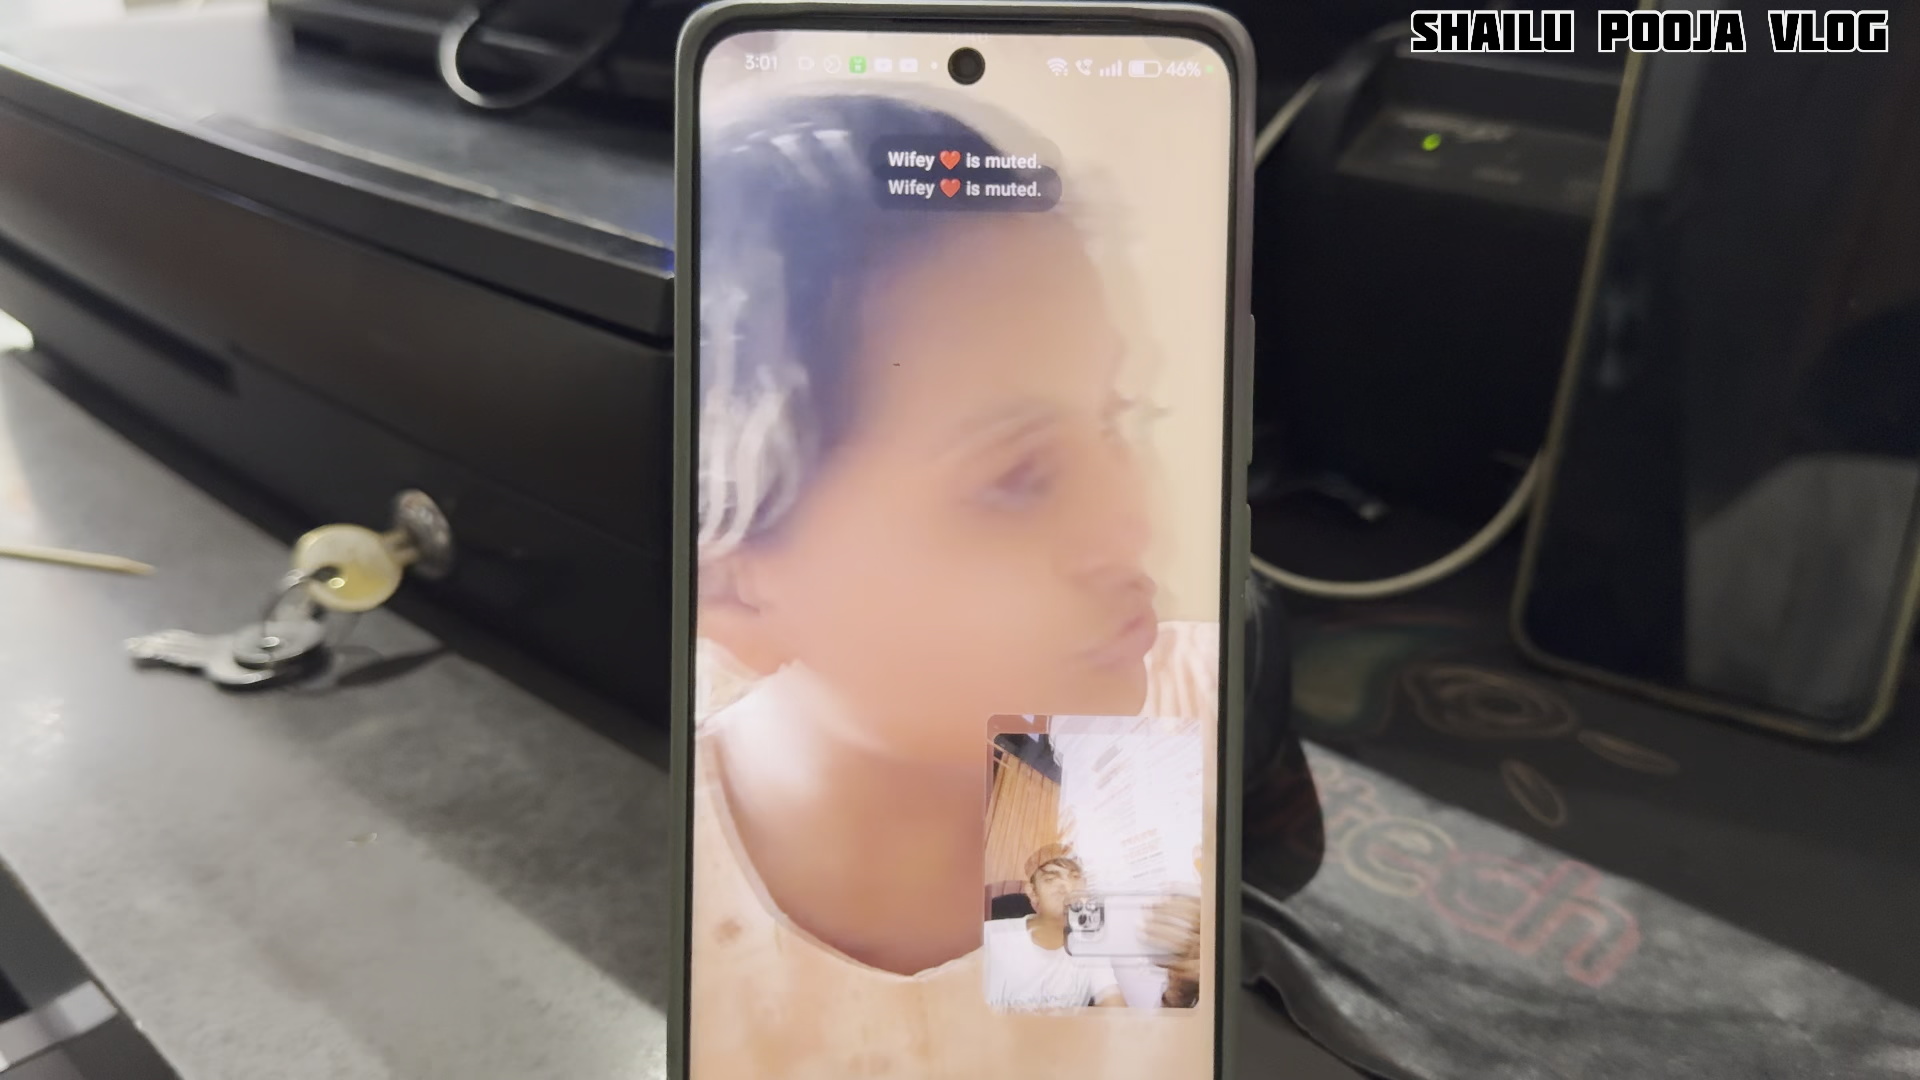 SHAILU POOJA VLOG
3:01
46%
Wifey ❤️ is muted.
Wifey ❤️ is muted.